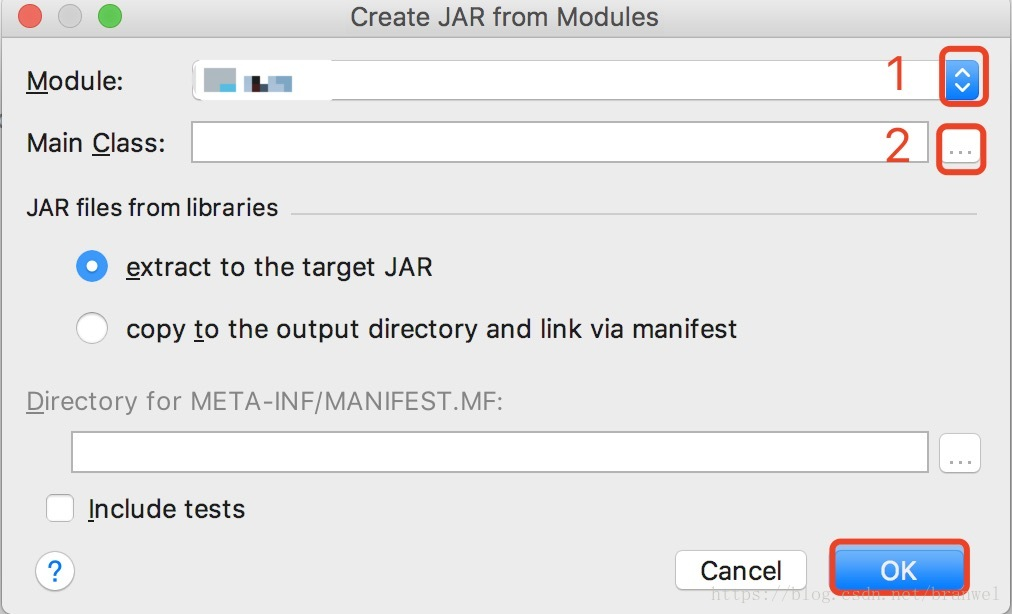 Create JAR from Modules
Module: 1
Main Class: 2 ...
JAR files from libraries
extract to the target JAR
copy to the output directory and link via manifest
Directory for META-INF/MANIFEST.MF:
...
Include tests
? Cancel OK
https://blog.csdn.net/branwel